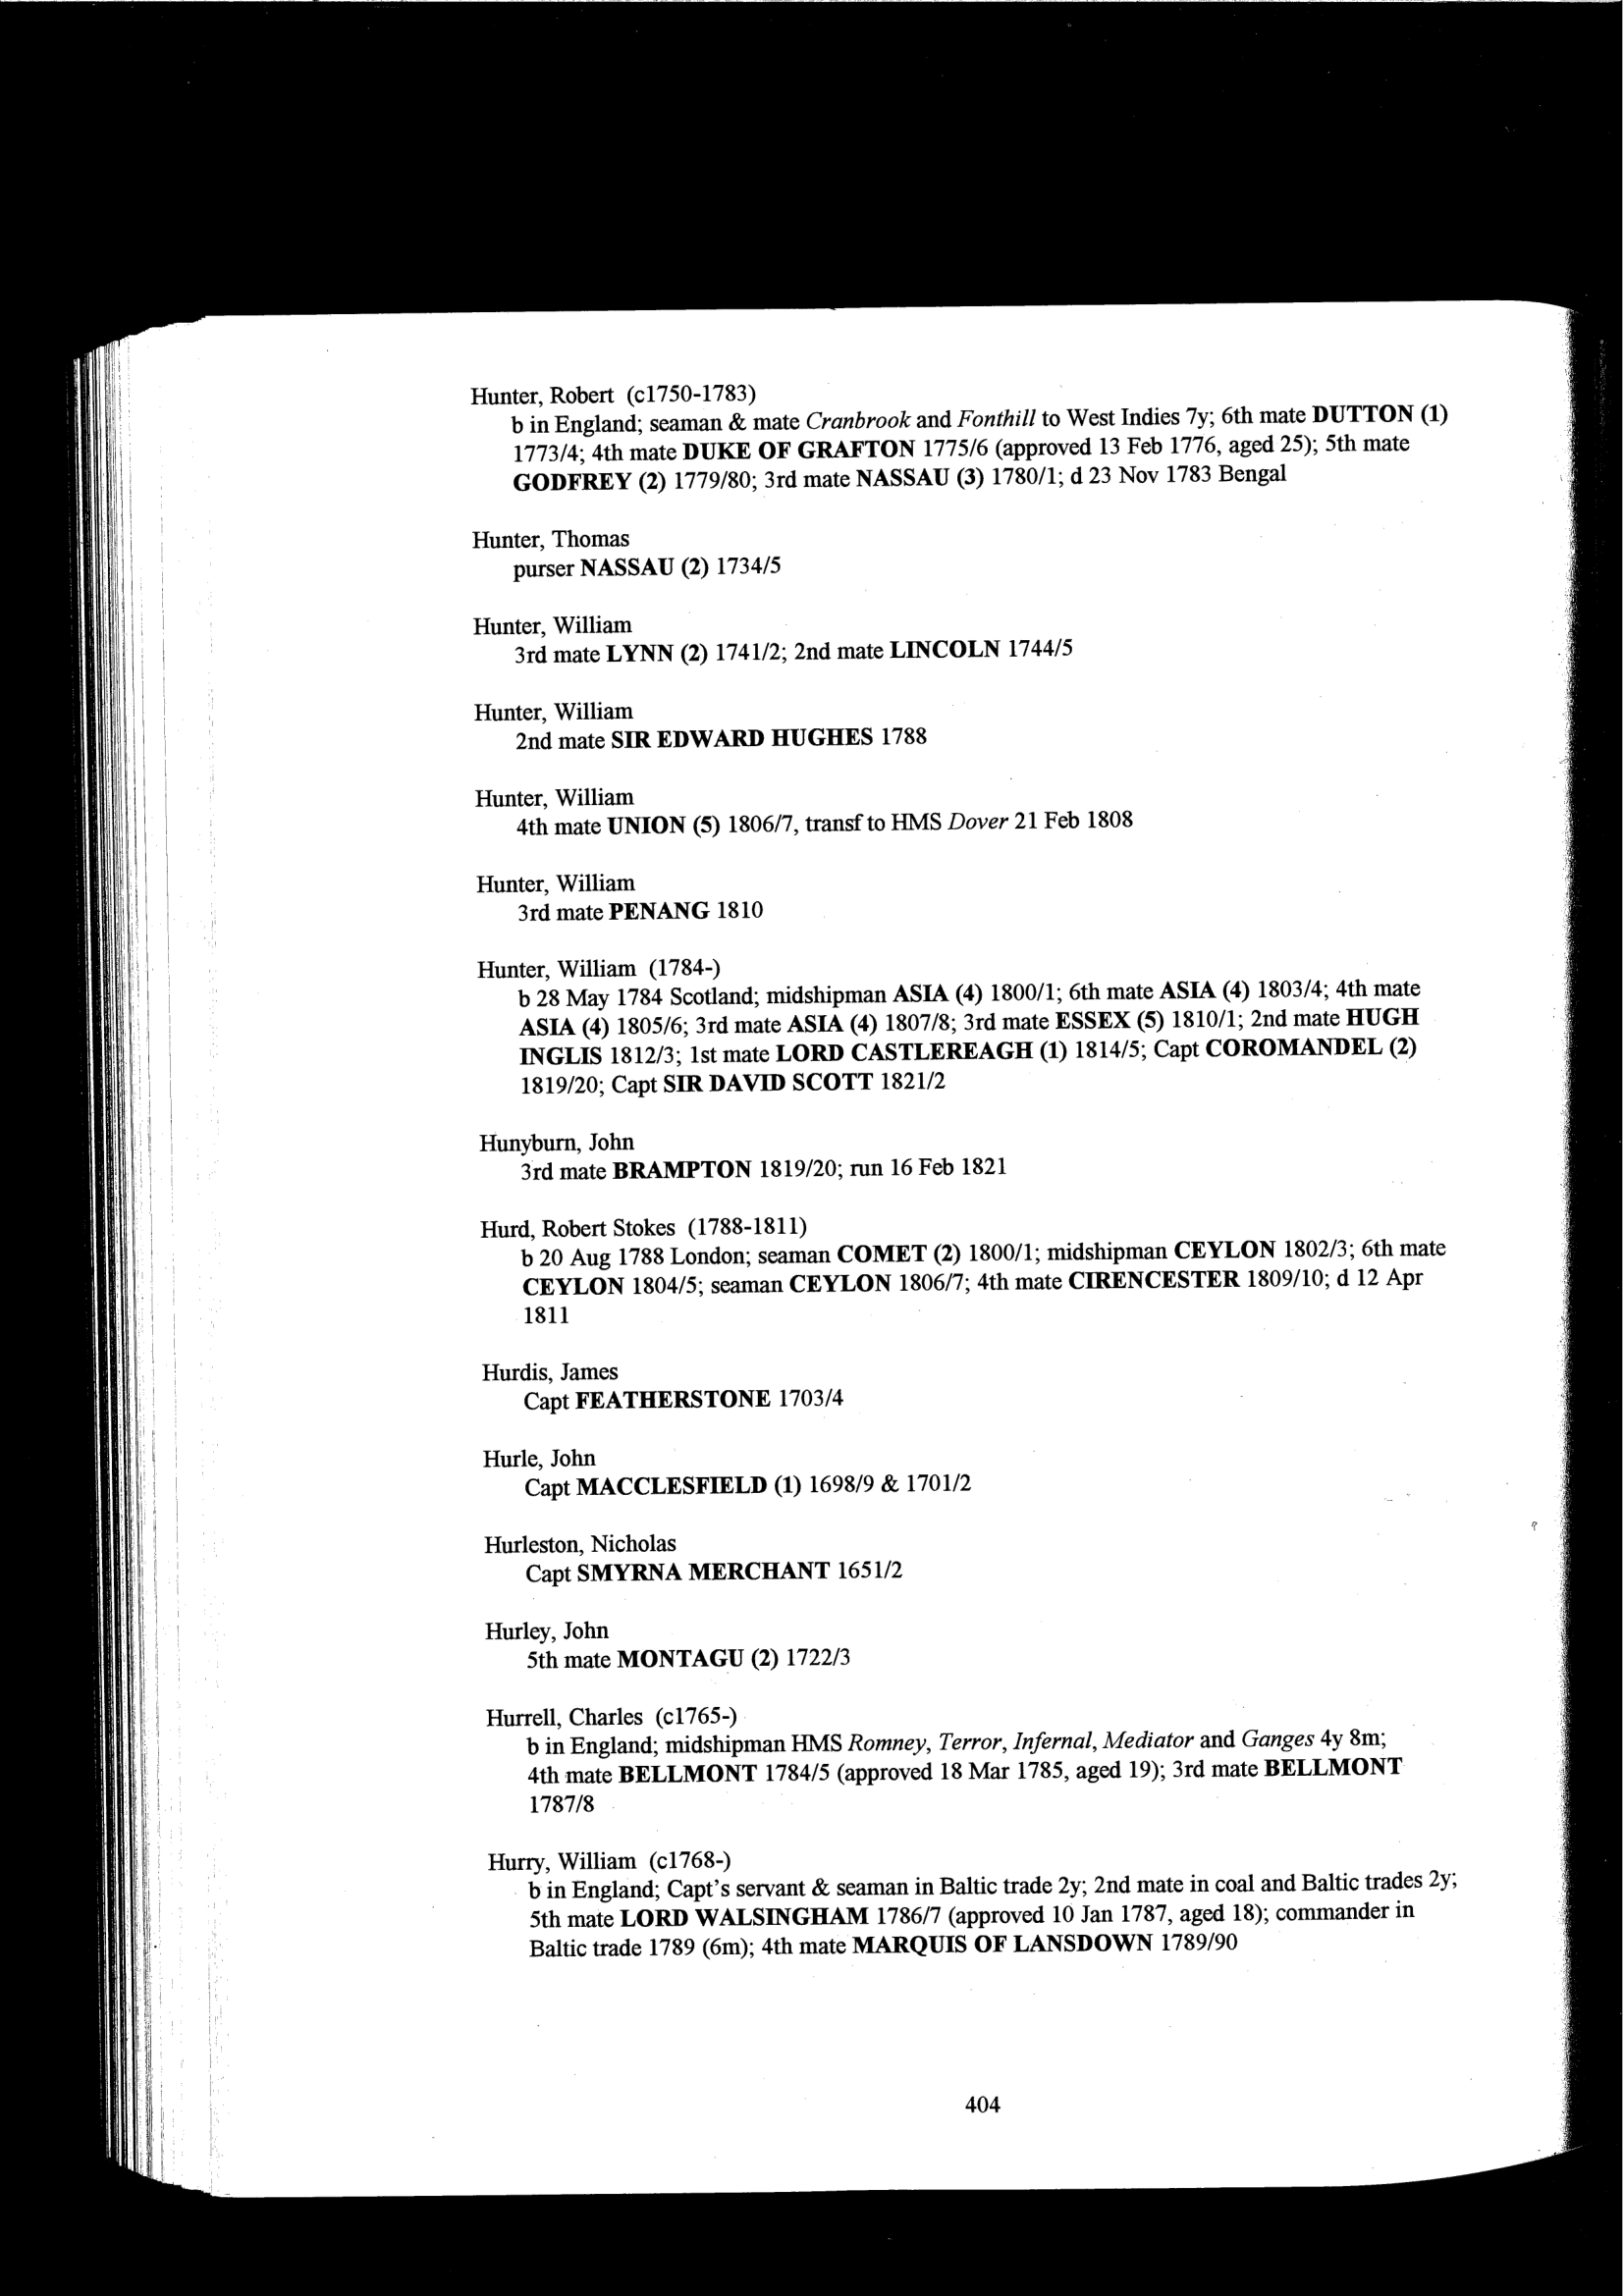 Hunter, Robert (c1750-1783)
b in England; seaman & mate Cranbrook and Fonthill to West Indies 7y; 6th mate DUTTON (1)
1773/4; 4th mate DUKE OF GRAFTON 1775/6 (approved 13 Feb 1776, aged 25); 5th mate
GODFREY (2) 1779/80; 3rd mate NASSAU (3) 1780/1; d 23 Nov 1783 Bengal
Hunter, Thomas
purser NASSAU (2) 1734/5
Hunter, William
3rd mate LYNN (2) 1741/2; 2nd mate LINCOLN 1744/5
Hunter, William
2nd mate SIR EDWARD HUGHES 1788
Hunter, William
4th mate UNION (5) 1806/7, transf to HMS Dover 21 Feb 1808
Hunter, William
3rd mate PENANG 1810
Hunter, William (1784-)
b 28 May 1784 Scotland; midshipman ASIA (4) 1800/1; 6th mate ASIA (4) 1803/4; 4th mate
ASIA (4) 1805/6; 3rd mate ASIA (4) 1807/8; 3rd mate ESSEX (5) 1810/1; 2nd mate HUGH
INGLIS 1812/3; 1st mate LORD CASTLEREAGH (1) 1814/5; Capt COROMANDEL (2)
1819/20; Capt SIR DAVID SCOTT 1821/2
Hunyburn, John
3rd mate BRAMPTON 1819/20; run 16 Feb 1821
Hurd, Robert Stokes (1788-1811)
b 20 Aug 1788 London; seaman COMET (2) 1800/1; midshipman CEYLON 1802/3; 6th mate
CEYLON 1804/5; seaman CEYLON 1806/7; 4th mate CIRENCESTER 1809/10; d 12 Apr
1811
Hurdis, James
Capt FEATHERSTONE 1703/4
Hurle, John
Capt MACCLESFIELD (1) 1698/9 & 1701/2
Hurleston, Nicholas
Capt SMYRNA MERCHANT 1651/2
Hurley, John
5th mate MONTAGU (2) 1722/3
Hurrell, Charles (c1765-)
b in England; midshipman HMS Romney, Terror, Infernal, Mediator and Ganges 4y 8m;
4th mate BELLMONT 1784/5 (approved 18 Mar 1785, aged 19); 3rd mate BELLMONT
1787/8
Hurry, William (c1768-)
b in England; Capt's servant & seaman in Baltic trade 2y; 2nd mate in coal and Baltic trades 2y;
5th mate LORD WALSINGHAM 1786/7 (approved 10 Jan 1787, aged 18); commander in
Baltic trade 1789 (6m); 4th mate MARQUIS OF LANSDOWN 1789/90
404